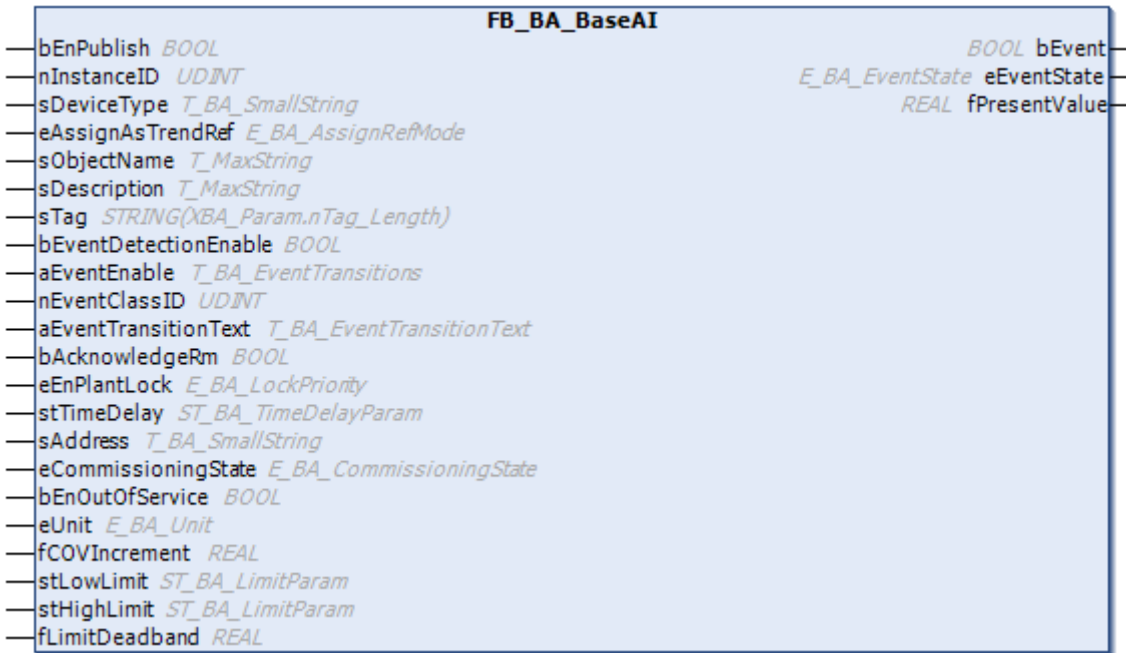 FB_BA_BaseAI
bEnPublish BOOL BOOL bEvent
nInstanceID UDINT E_BA_EventState eEventState
sDeviceType T_BA_SmallString REAL fPresentValue
eAssignAsTrendRef E_BA_AssignRefMode
sObjectName T_MaxString
sDescription T_MaxString
sTag STRING(XBA_Param.nTag_Length)
bEventDetectionEnable BOOL
aEventEnable T_BA_EventTransitions
nEventClassID UDINT
aEventTransitionText T_BA_EventTransitionText
bAcknowledgeRm BOOL
eEnPlantLock E_BA_LockPriority
stTimeDelay ST_BA_TimeDelayParam
sAddress T_BA_SmallString
eCommissioningState E_BA_CommissioningState
bEnOutOfService BOOL
eUnit E_BA_Unit
fCOVIncrement REAL
stLowLimit ST_BA_LimitParam
stHighLimit ST_BA_LimitParam
fLimitDeadband REAL